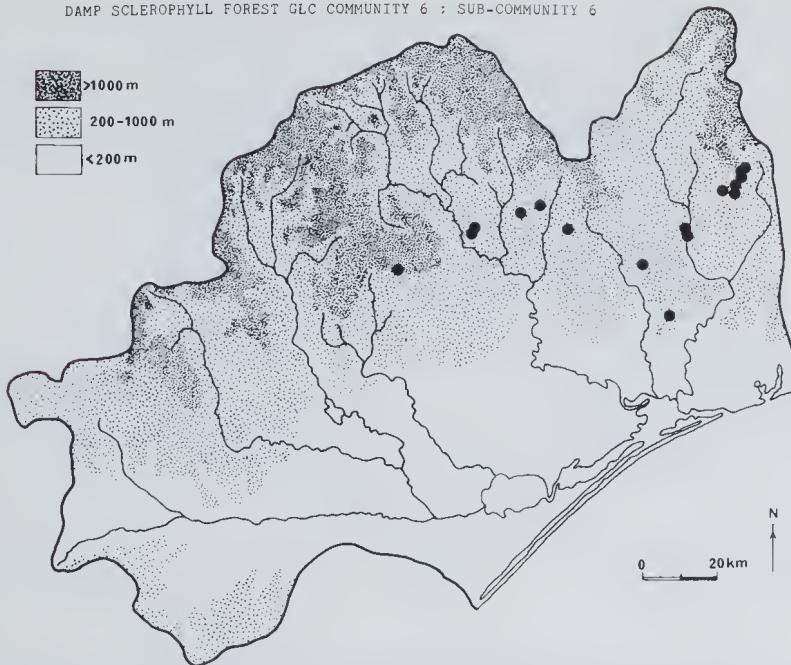 DAMP SCLEROPHYLL FOREST GLC COMMUNITY 6 : SUB-COMMUNITY 6
>1000 m
200-1000 m
<200 m
N
0 20km